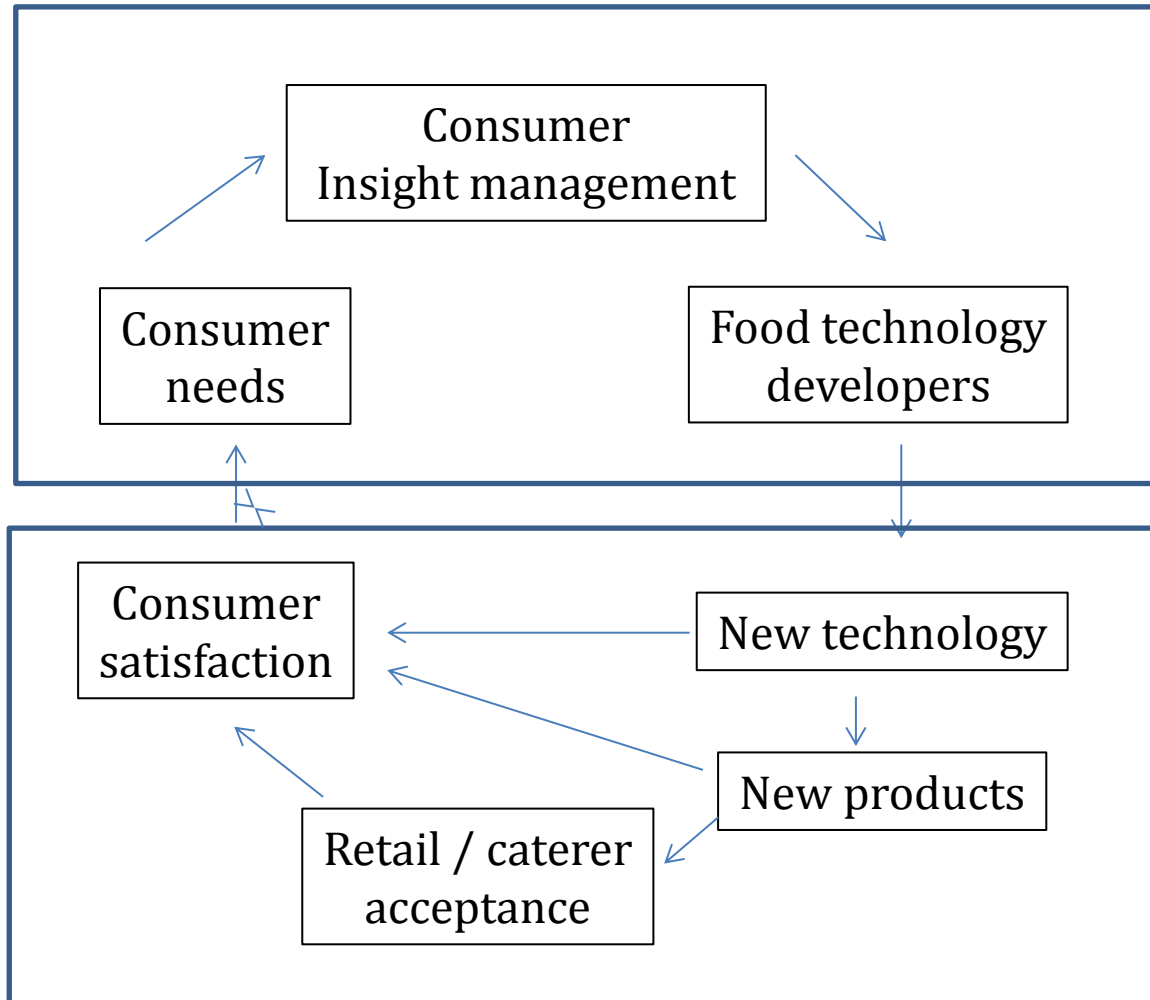 Consumer
Insight management
Consumer
needs
Food technology
developers
Consumer
satisfaction
New technology
New products
Retail / caterer
acceptance